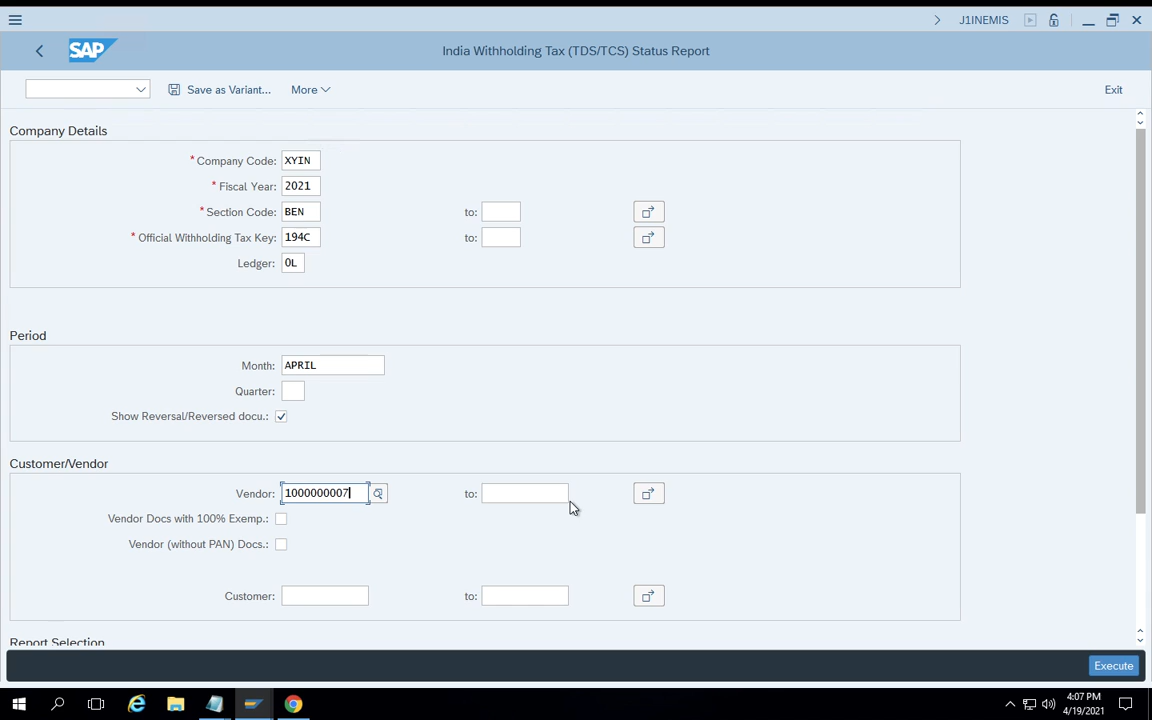 J1INEMIS
SAP
India Withholding Tax (TDS/TCS) Status Report
Save as Variant...
More
Exit
Company Details
* Company Code: XYIN
* Fiscal Year: 2021
* Section Code: BEN to:
* Official Withholding Tax Key: 194C to:
Ledger: 0L
Period
Month: APRIL
Quarter:
Show Reversal/Reversed docu.:
Customer/Vendor
Vendor: 1000000007 to:
Vendor Docs with 100% Exemp.:
Vendor (without PAN) Docs.:
Customer: to:
Report Selection
Execute
4:07 PM
4/19/2021